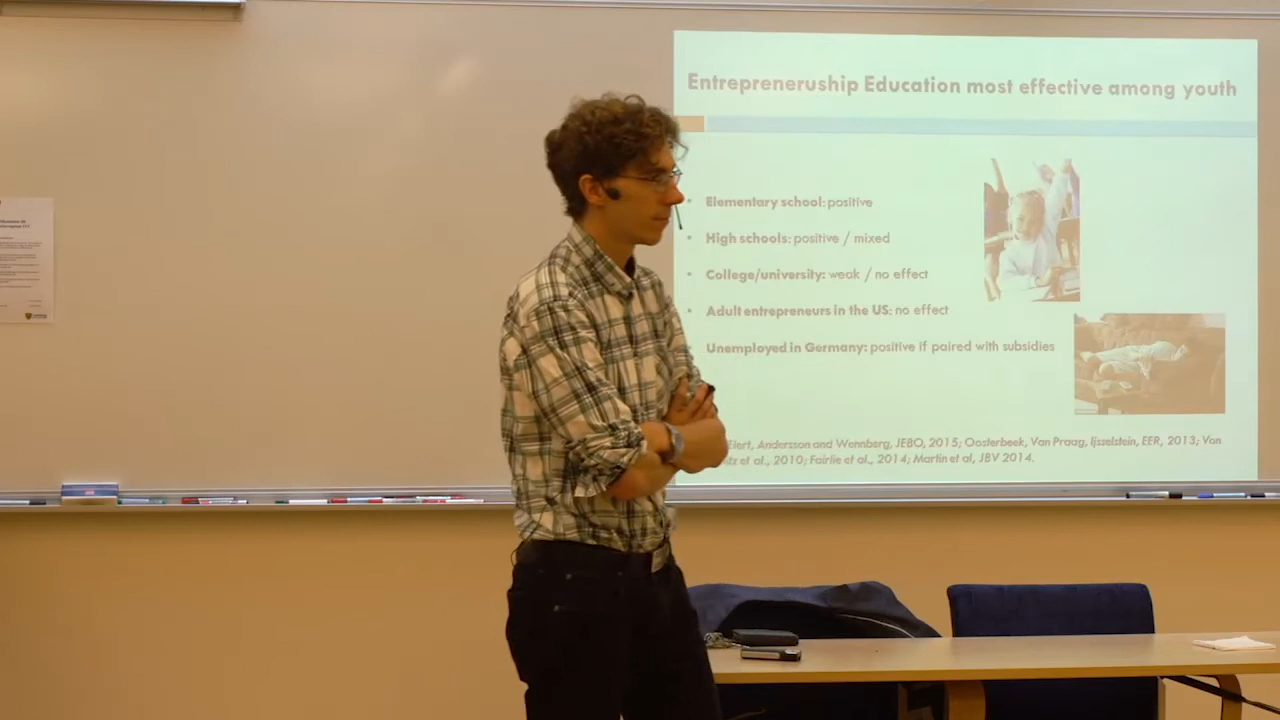 Entrepreneruship Education most effective among youth
Elementary school: positive
High schools: positive / mixed
College/university: weak / no effect
Adult entrepreneurs in the US: no effect
Unemployed in Germany: positive if paired with subsidies
Elert, Andersson and Wennberg, JEBO, 2015; Oosterbeek, Van Praag, Ijsselstein, EER, 2013; Von
et al., 2010; Fairlie et al., 2014; Martin et al, JBV 2014.